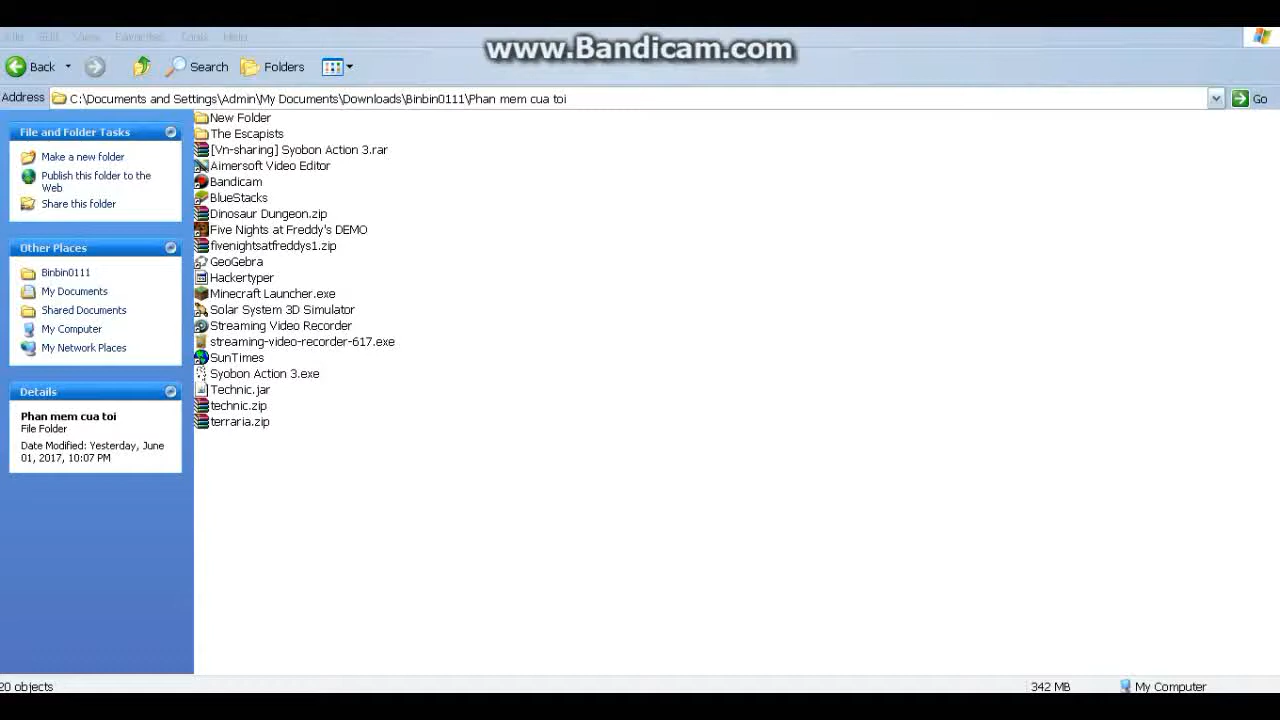 File Edit View Favorites Tools Help
www.Bandicam.com
Back Search Folders
Address C:\Documents and Settings\Admin\My Documents\Downloads\Binbin0111\Phan mem cua toi Go
File and Folder Tasks
Make a new folder
Publish this folder to the
Web
Share this folder
Other Places
Binbin0111
My Documents
Shared Documents
My Computer
My Network Places
Details
Phan mem cua toi
File Folder
Date Modified: Yesterday, June
01, 2017, 10:07 PM
New Folder
The Escapists
[Vn-sharing] Syobon Action 3.rar
Aimersoft Video Editor
Bandicam
BlueStacks
Dinosaur Dungeon.zip
Five Nights at Freddy's DEMO
fivenightsatfreddys1.zip
GeoGebra
Hackertyper
Minecraft Launcher.exe
Solar System 3D Simulator
Streaming Video Recorder
streaming-video-recorder-617.exe
SunTimes
Syobon Action 3.exe
Technic.jar
technic.zip
terraria.zip
20 objects 342 MB My Computer